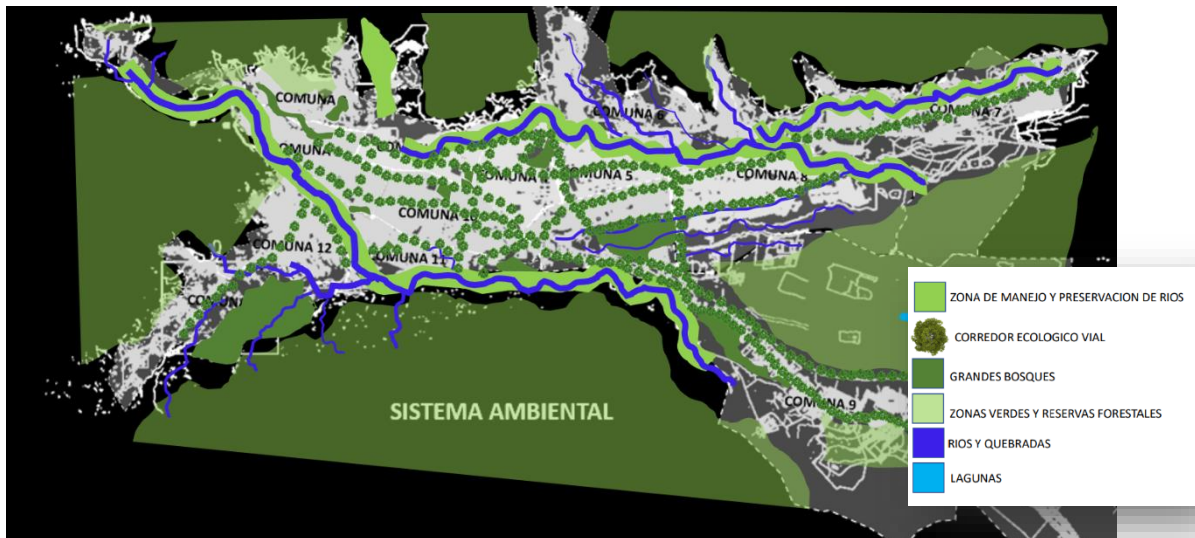 COMUNA
COMUNA 6
COMUNA 7
COMUNA 5
COMUNA 8
COMUNA 12
COMUNA 11
COMUNA 9
SISTEMA AMBIENTAL
ZONA DE MANEJO Y PRESERVACION DE RIOS
CORREDOR ECOLOGICO VIAL
GRANDES BOSQUES
ZONAS VERDES Y RESERVAS FORESTALES
RIOS Y QUEBRADAS
LAGUNAS